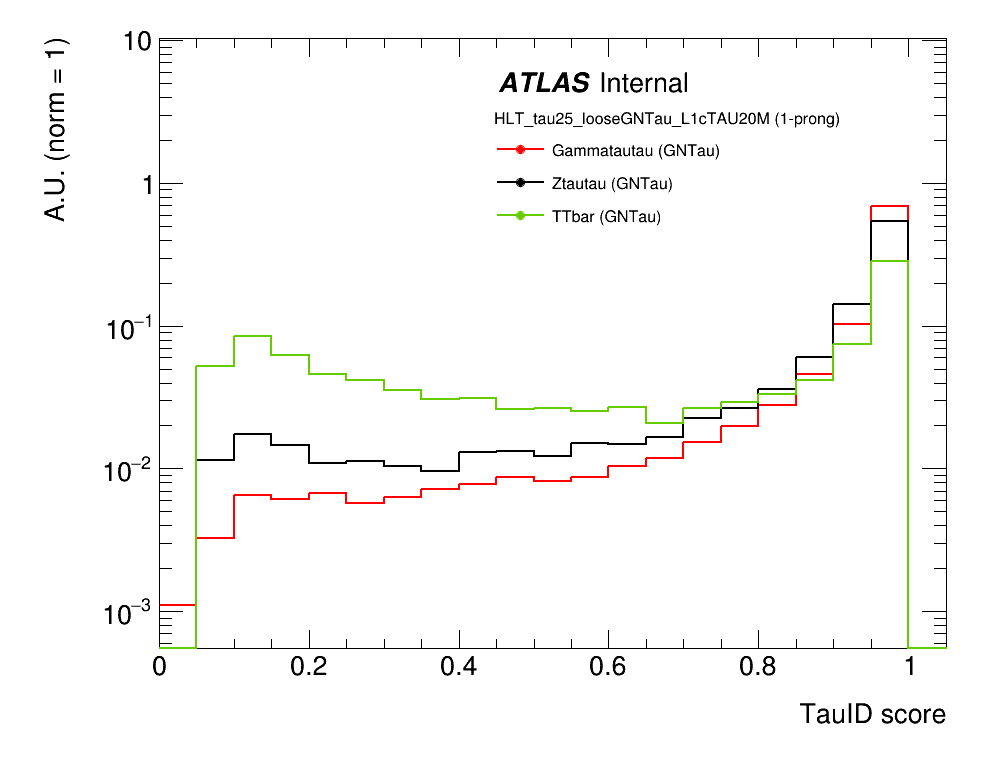 A.U. (norm = 1)
10
1
10⁻¹
10⁻²
10⁻³
ATLAS Internal
HLT_tau25_looseGNTau_L1cTAU20M (1-prong)
Gammatautau (GNTau)
Ztautau (GNTau)
TTbar (GNTau)
0 0.2 0.4 0.6 0.8 1
TauID score